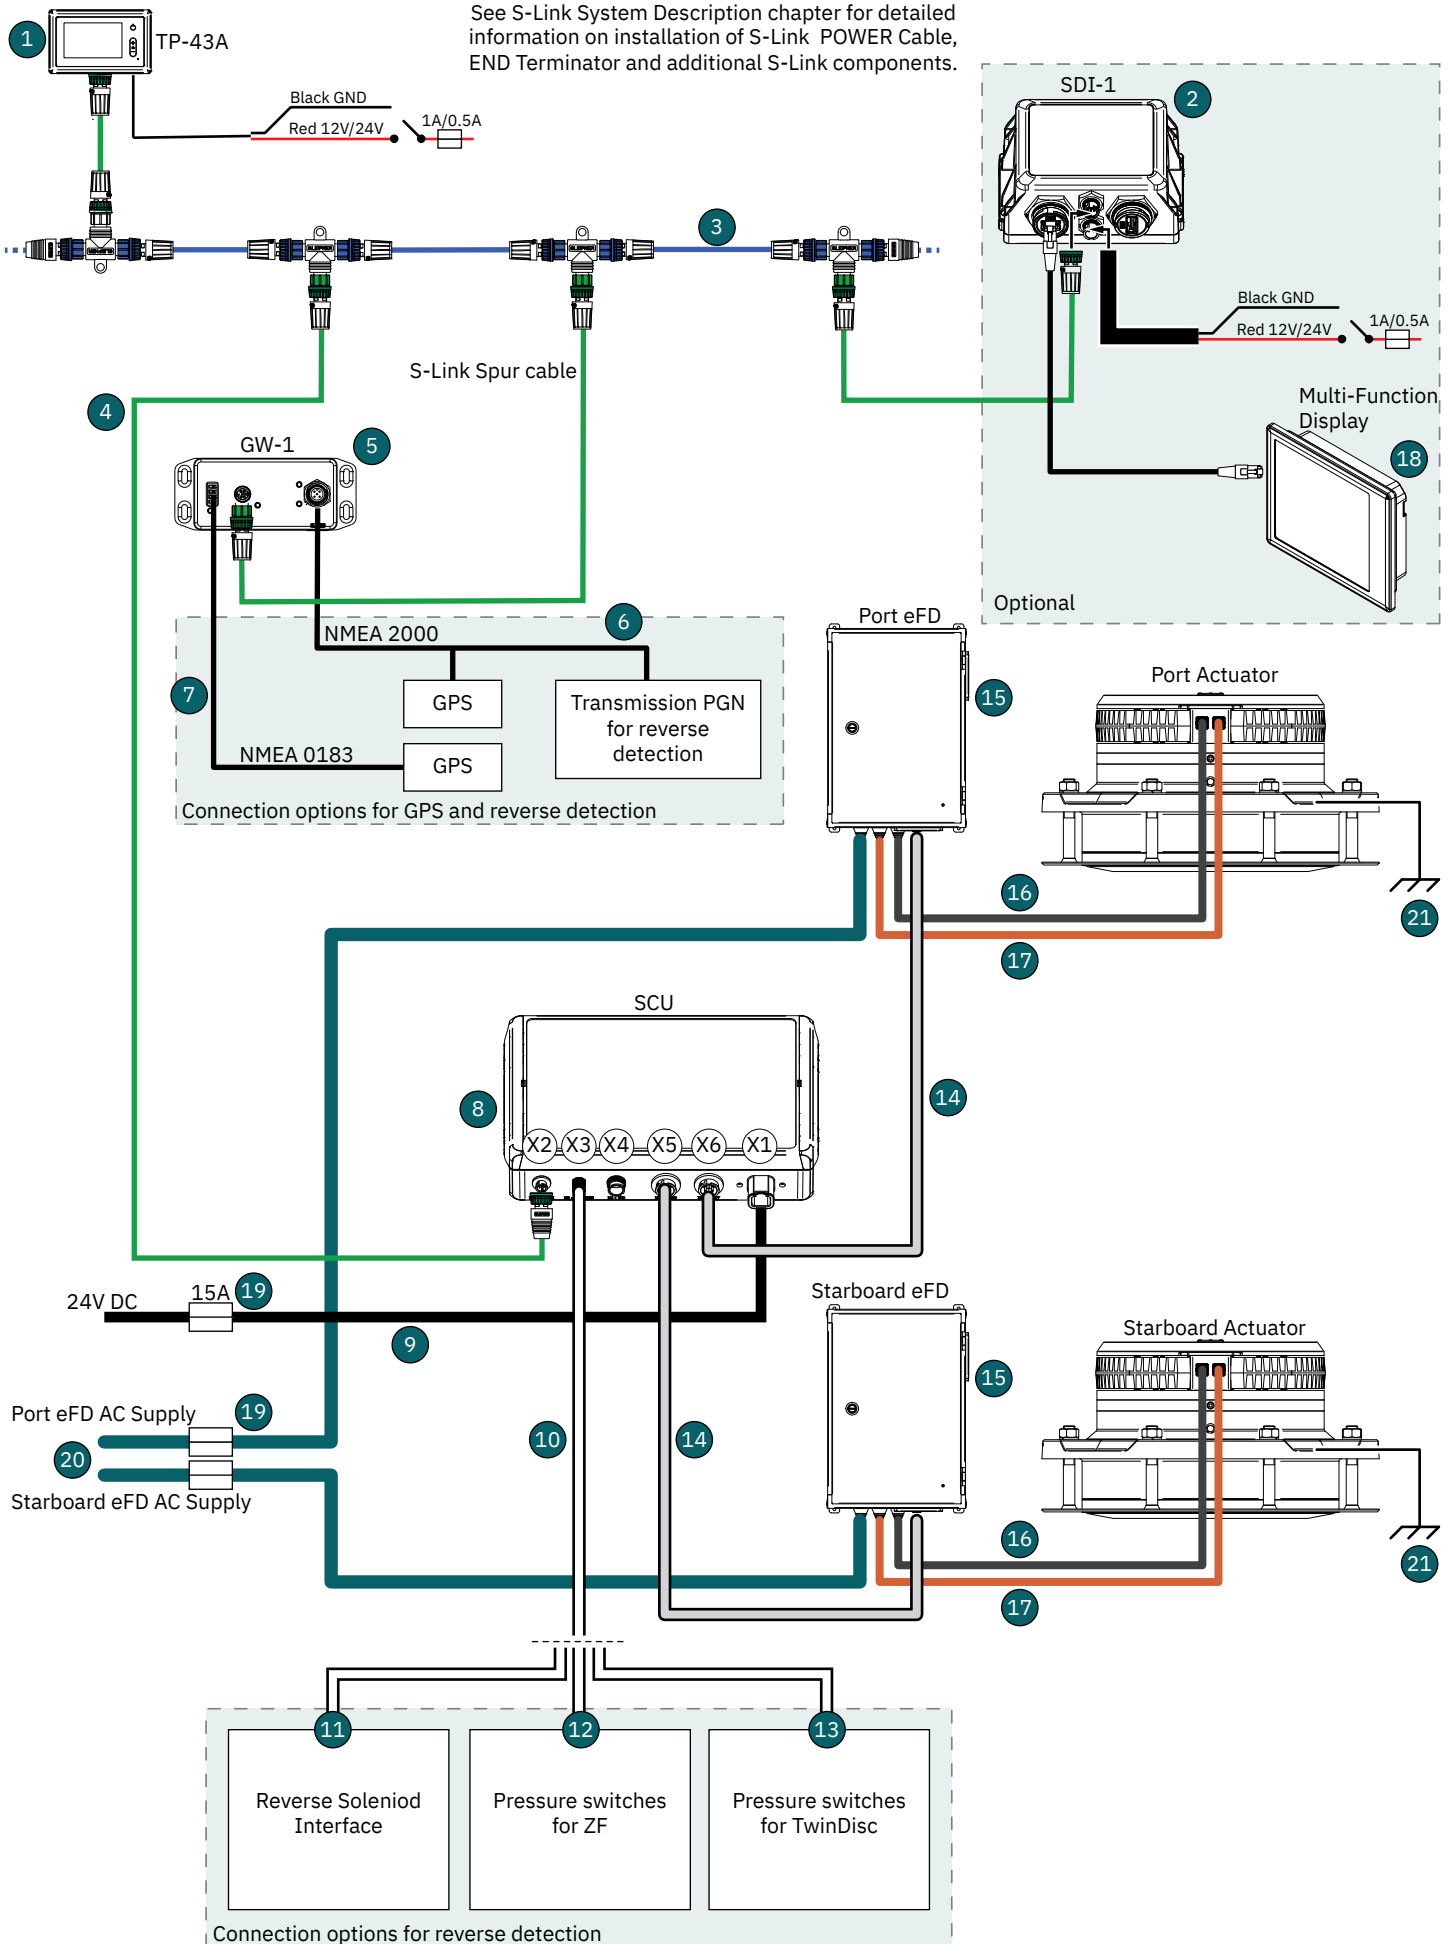 See S-Link System Description chapter for detailed
information on installation of S-Link POWER Cable,
END Terminator and additional S-Link components.
1
TP-43A
Black GND
Red 12V/24V
1A/0.5A
SDI-1
2
3
Black GND
Red 12V/24V
1A/0.5A
S-Link Spur cable
4
Multi-Function
Display
18
Optional
GW-1
5
6
NMEA 2000
7
GPS
Transmission PGN
for reverse
detection
NMEA 0183
GPS
Connection options for GPS and reverse detection
Port eFD
15
Port Actuator
16
17
21
SCU
8
X2
X3
X4
X5
X6
X1
14
24V DC
15A
19
9
Starboard eFD
15
Starboard Actuator
Port eFD AC Supply
19
20
Starboard eFD AC Supply
10
14
16
17
21
11
12
13
Reverse Soleniod
Interface
Pressure switches
for ZF
Pressure switches
for TwinDisc
Connection options for reverse detection